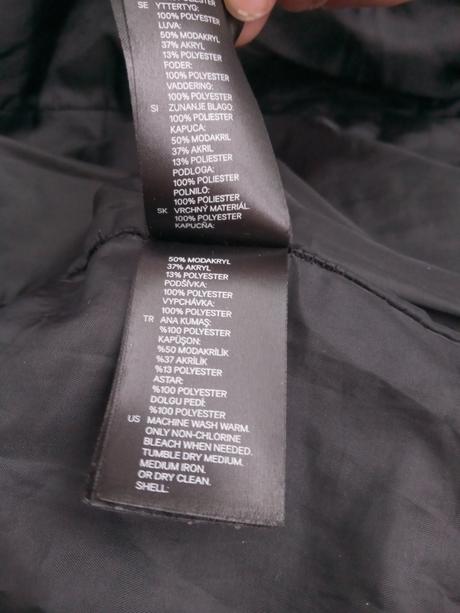 100% POLYESTER
SE YTTERTYG:
100% POLYESTER
LUVA:
50% MODAKRYL
37% AKRYL
13% POLYESTER
FODER:
100% POLYESTER
VADDERING:
100% POLYESTER
SI ZUNANJE BLAGO:
100% POLIESTER
KAPUCA:
50% MODAKRIL
37% AKRIL
13% POLIESTER
PODLOGA:
100% POLIESTER
POLNILO:
100% POLIESTER
SK VRCHNÝ MATERIÁL:
100% POLYESTER
KAPUCŇA:
50% MODAKRYL
37% AKRYL
13% POLYESTER
PODŠÍVKA:
100% POLYESTER
VÝPCHÁVKA:
100% POLYESTER
TR ANA KUMAŞ:
%100 POLYESTER
KAPÜŞON:
%50 MODAKRİLİK
%37 AKRİLİK
%13 POLYESTER
ASTAR:
%100 POLYESTER
DOLGU PEDİ:
%100 POLYESTER
US MACHINE WASH WARM.
ONLY NON-CHLORINE
BLEACH WHEN NEEDED.
TUMBLE DRY MEDIUM.
MEDIUM IRON.
OR DRY CLEAN.
SHELL: